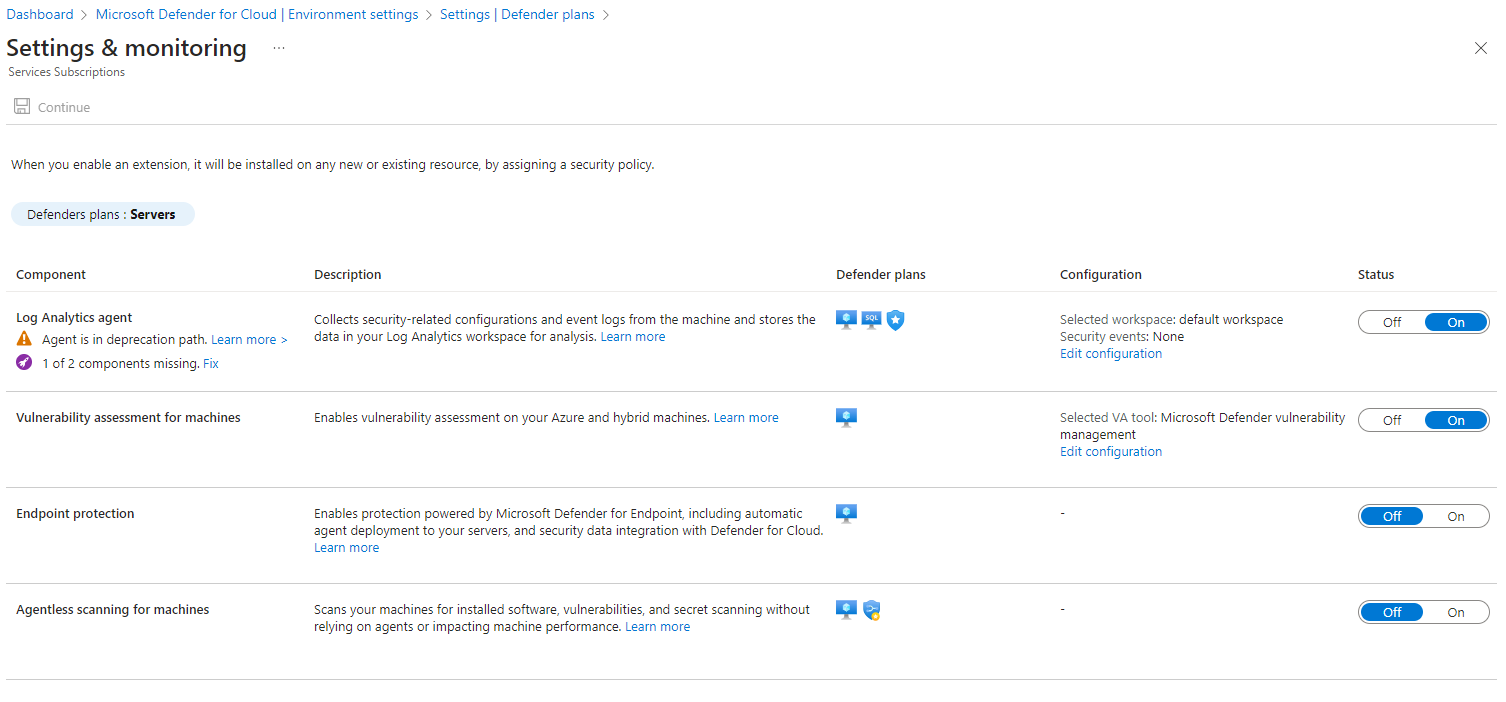 Dashboard > Microsoft Defender for Cloud | Environment settings > Settings | Defender plans >
Settings & monitoring ...
Services Subscriptions
Continue
When you enable an extension, it will be installed on any new or existing resource, by assigning a security policy.
Defenders plans : Servers
Component Description Defender plans Configuration Status
Log Analytics agent
Agent is in deprecation path. Learn more >
1 of 2 components missing. Fix
Collects security-related configurations and event logs from the machine and stores the
data in your Log Analytics workspace for analysis. Learn more
SQL
Selected workspace: default workspace
Security events: None
Edit configuration
Off On
Vulnerability assessment for machines
Enables vulnerability assessment on your Azure and hybrid machines. Learn more
Selected VA tool: Microsoft Defender vulnerability
management
Edit configuration
Off On
Endpoint protection
Enables protection powered by Microsoft Defender for Endpoint, including automatic
agent deployment to your servers, and security data integration with Defender for Cloud.
Learn more
-
Off On
Agentless scanning for machines
Scans your machines for installed software, vulnerabilities, and secret scanning without
relying on agents or impacting machine performance. Learn more
-
Off On